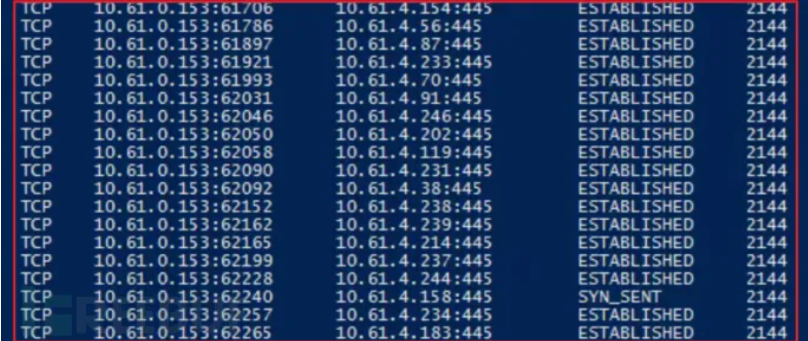 TCP 10.61.0.153:61706 10.61.4.154:445 ESTABLISHED 2144
TCP 10.61.0.153:61786 10.61.4.56:445 ESTABLISHED 2144
TCP 10.61.0.153:61897 10.61.4.87:445 ESTABLISHED 2144
TCP 10.61.0.153:61921 10.61.4.233:445 ESTABLISHED 2144
TCP 10.61.0.153:61993 10.61.4.70:445 ESTABLISHED 2144
TCP 10.61.0.153:62031 10.61.4.91:445 ESTABLISHED 2144
TCP 10.61.0.153:62046 10.61.4.246:445 ESTABLISHED 2144
TCP 10.61.0.153:62050 10.61.4.202:445 ESTABLISHED 2144
TCP 10.61.0.153:62058 10.61.4.119:445 ESTABLISHED 2144
TCP 10.61.0.153:62090 10.61.4.231:445 ESTABLISHED 2144
TCP 10.61.0.153:62092 10.61.4.38:445 ESTABLISHED 2144
TCP 10.61.0.153:62152 10.61.4.238:445 ESTABLISHED 2144
TCP 10.61.0.153:62162 10.61.4.239:445 ESTABLISHED 2144
TCP 10.61.0.153:62165 10.61.4.214:445 ESTABLISHED 2144
TCP 10.61.0.153:62199 10.61.4.237:445 ESTABLISHED 2144
TCP 10.61.0.153:62228 10.61.4.244:445 ESTABLISHED 2144
TCP 10.61.0.153:62240 10.61.4.158:445 SYN_SENT 2144
TCP 10.61.0.153:62257 10.61.4.234:445 ESTABLISHED 2144
TCP 10.61.0.153:62265 10.61.4.183:445 ESTABLISHED 2144